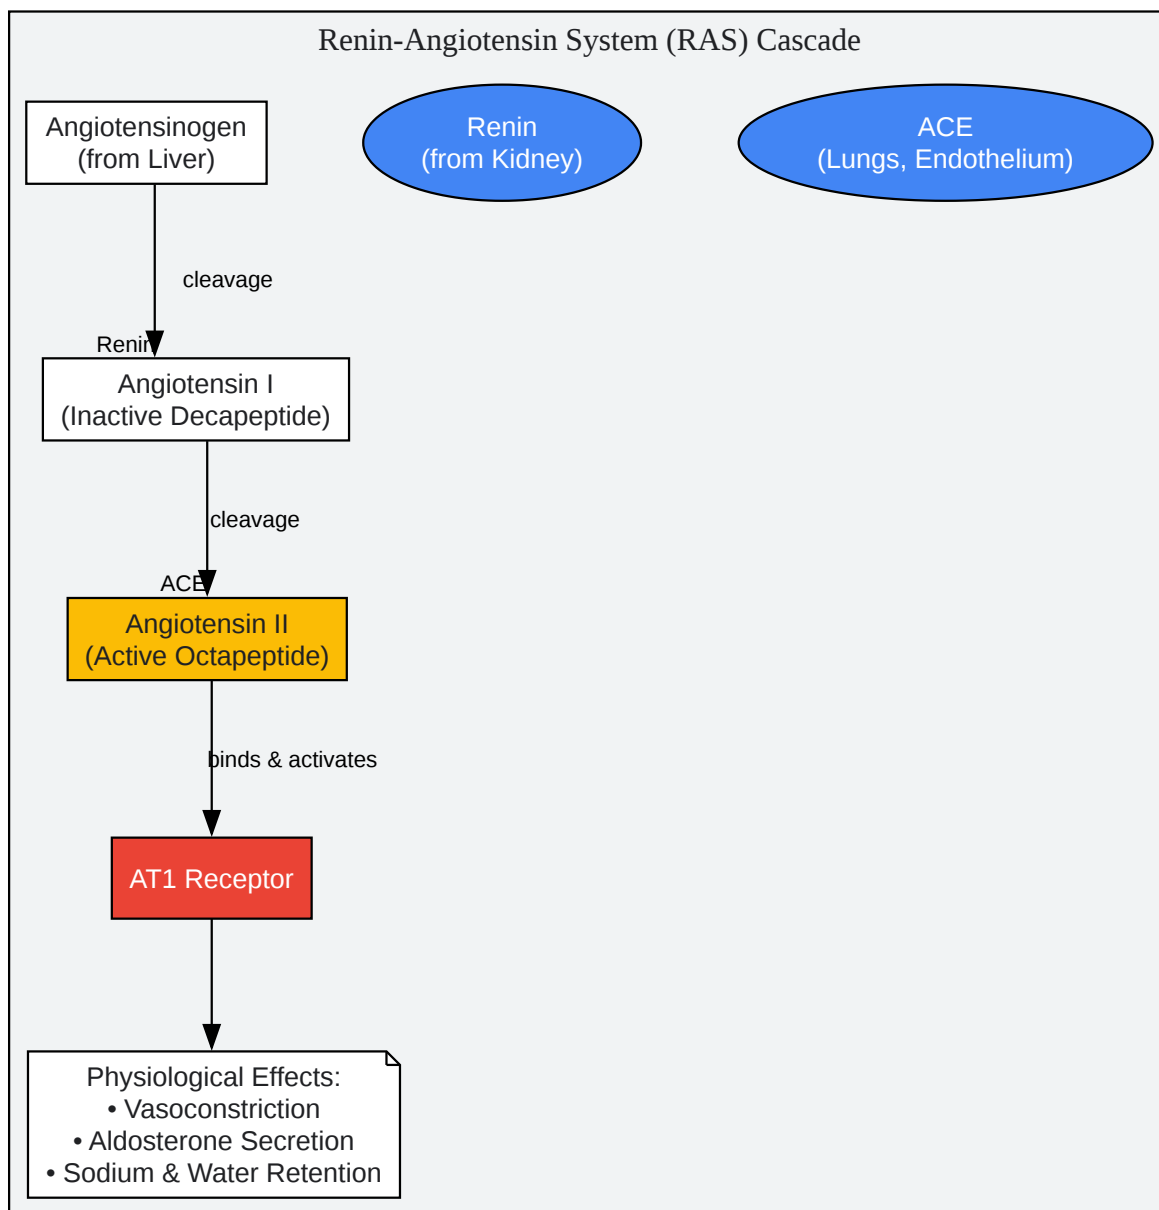 Renin-Angiotensin System (RAS) Cascade
Angiotensinogen
(from Liver)
Renin
(from Kidney)
ACE
(Lungs, Endothelium)
cleavage
Renin
Angiotensin I
(Inactive Decapeptide)
cleavage
ACE
Angiotensin II
(Active Octapeptide)
binds & activates
AT1 Receptor
Physiological Effects:
• Vasoconstriction
• Aldosterone Secretion
• Sodium & Water Retention